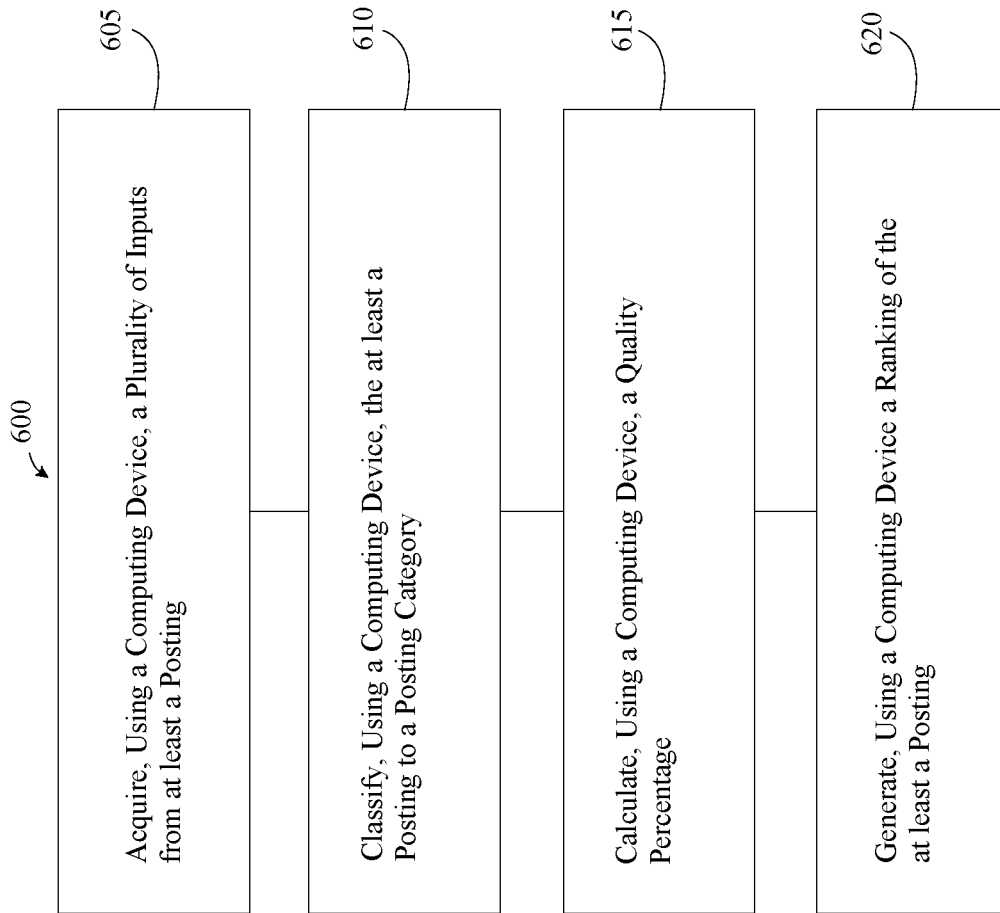 600
Acquire, Using a Computing Device, a Plurality of Inputs
from at least a Posting
605
Classify, Using a Computing Device, the at least a
Posting to a Posting Category
610
Calculate, Using a Computing Device, a Quality
Percentage
615
Generate, Using a Computing Device a Ranking of the
at least a Posting
620